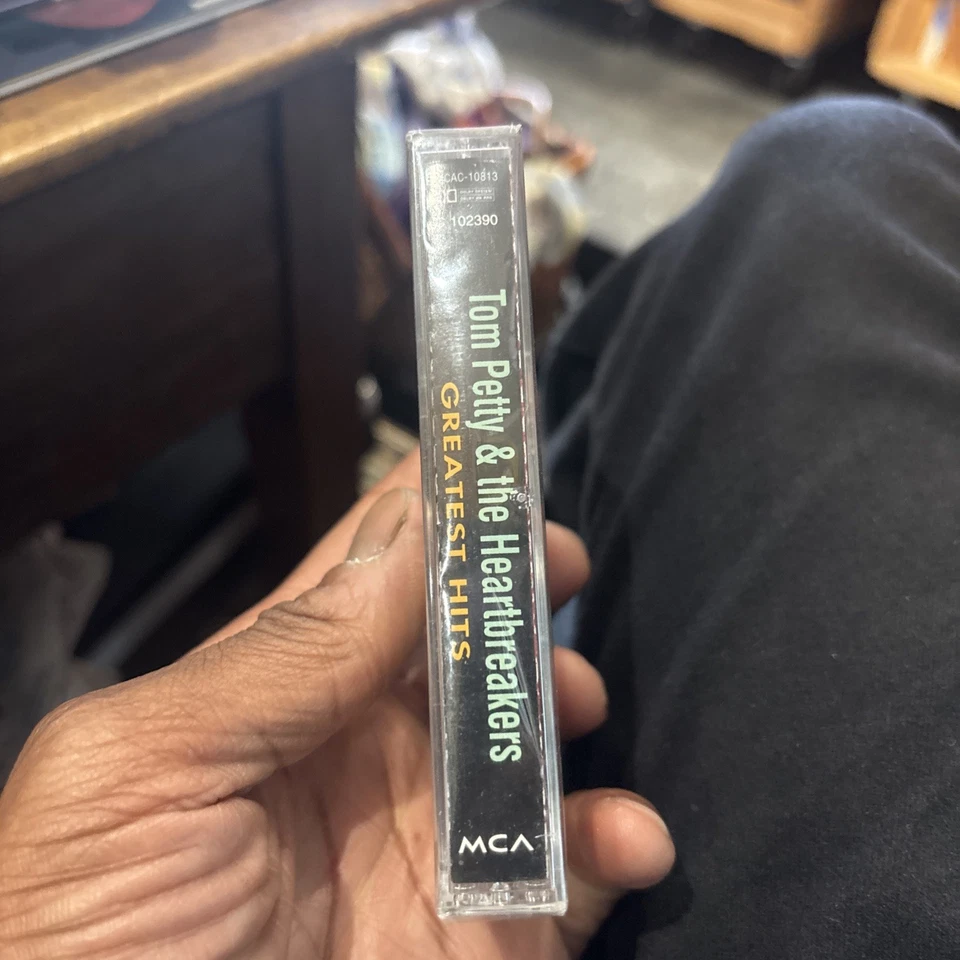 CAC-10813
102390
Tom Petty & the Heartbreakers
GREATEST HITS
MCA